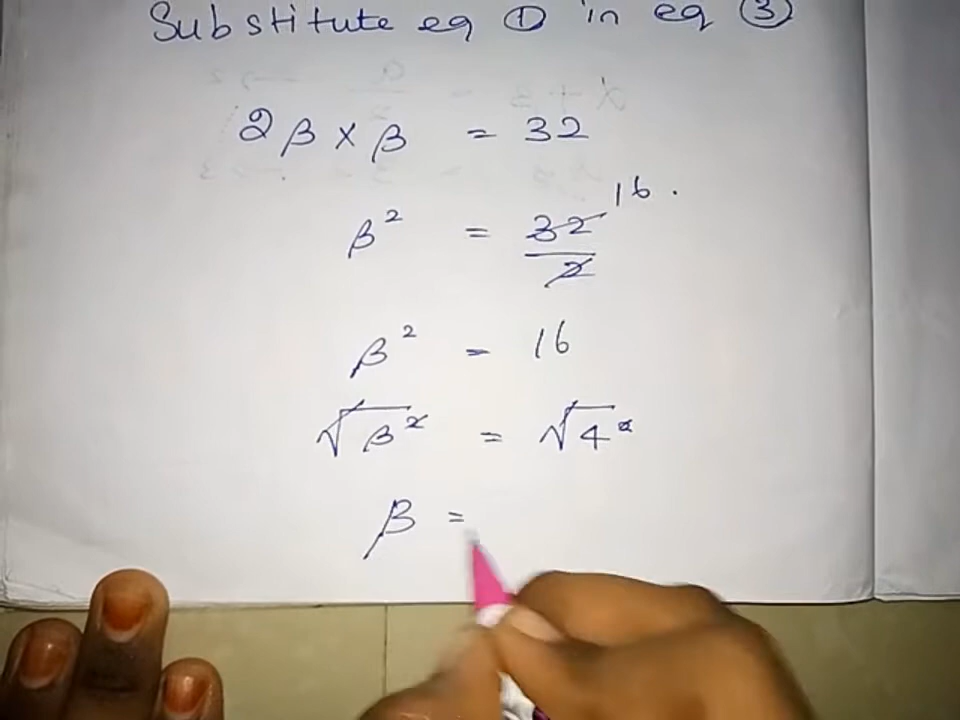 Substitute eq ① in eq ③
2β × β = 32
β² = 32/2 16.
β² = 16
√β² = √4²
β =